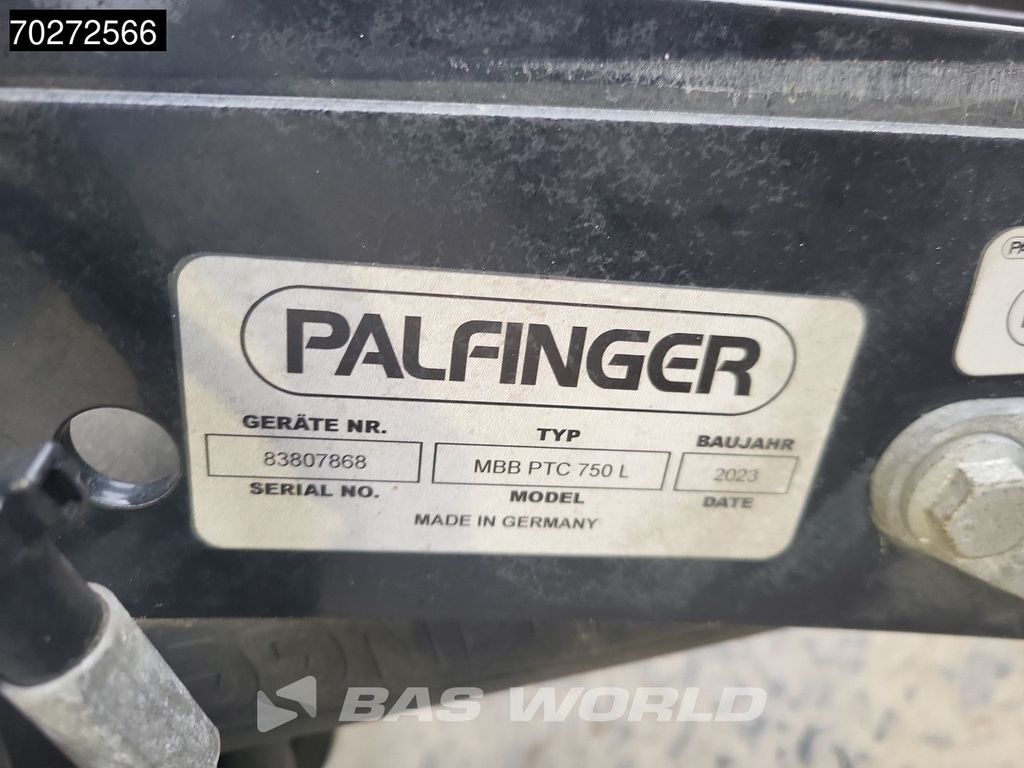 70272566
PALFINGER
GERÄTE NR. TYP BAUJAHR
83807868 MBB PTC 750 L 2023
SERIAL NO. MODEL DATE
MADE IN GERMANY
BAS WORLD